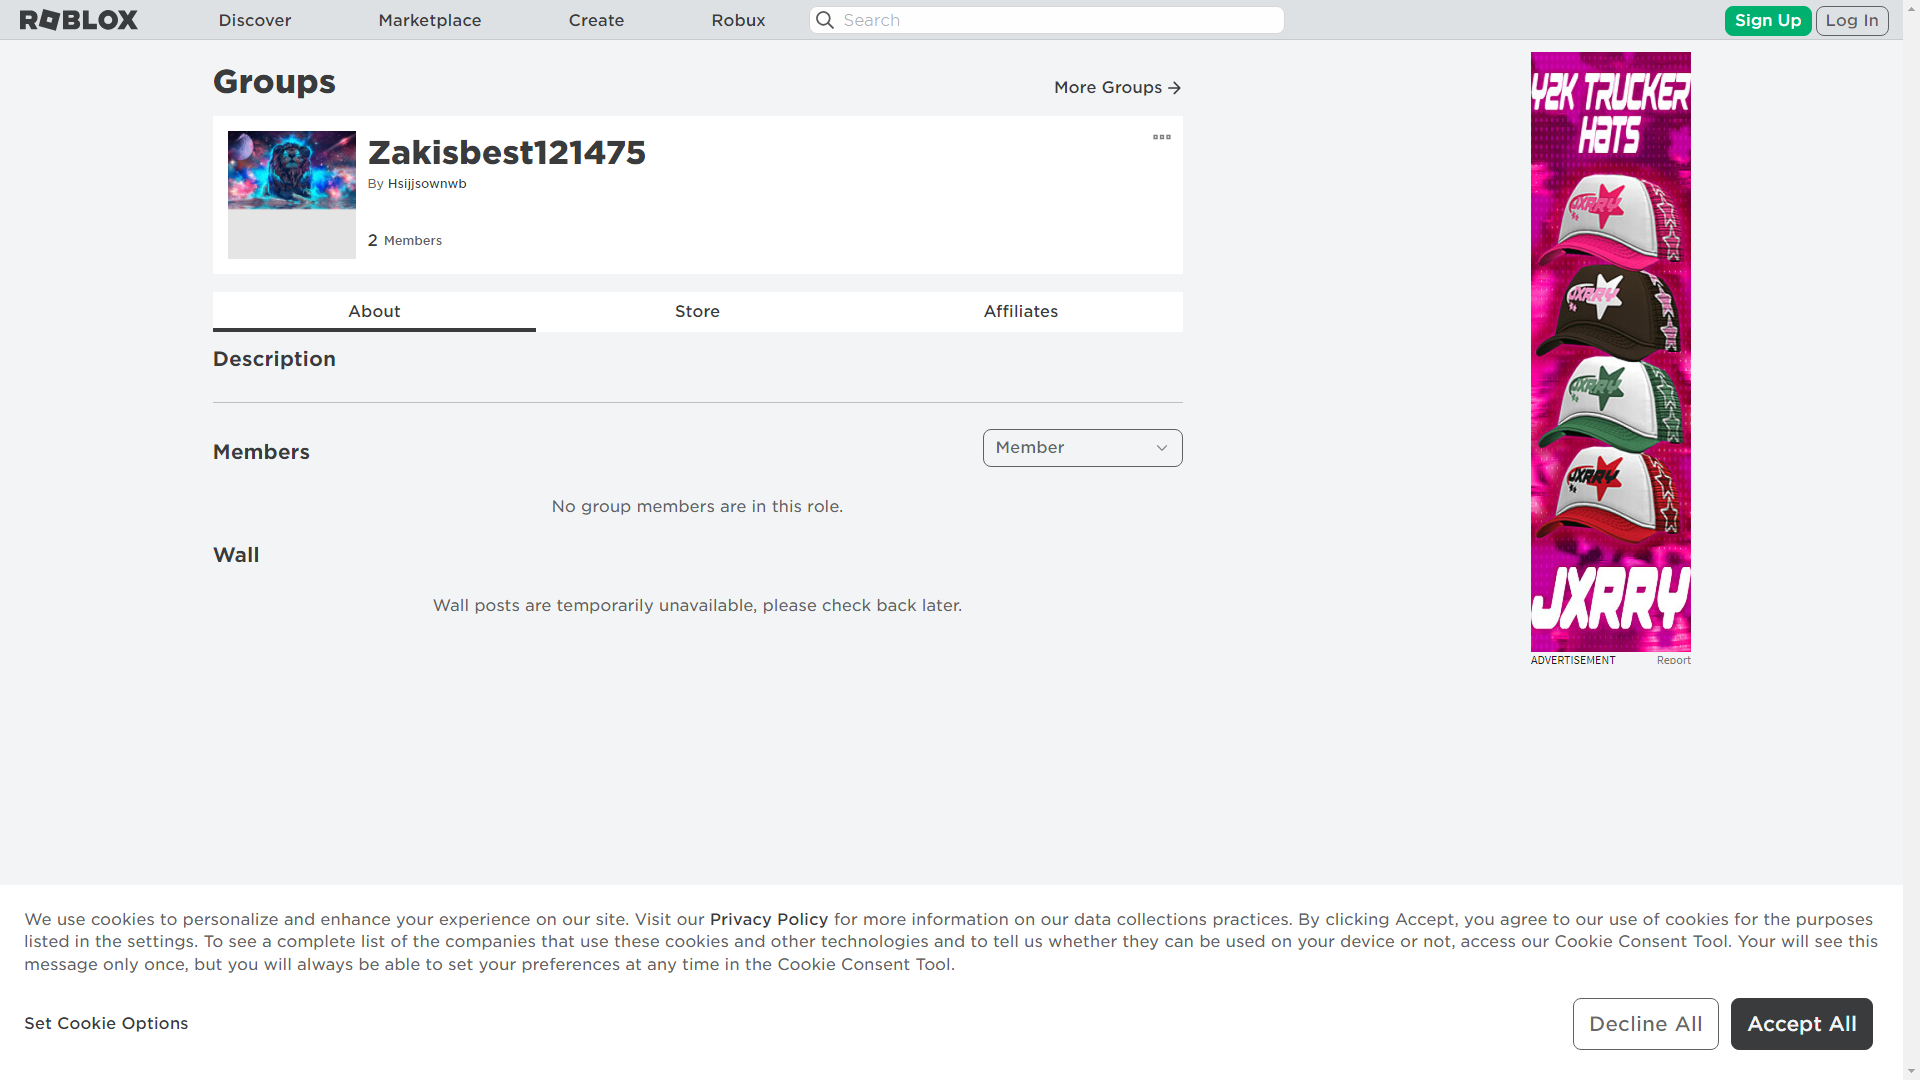 ROBLOX
Discover
Marketplace
Create
Robux
Search
Sign Up
Log In
Groups
More Groups
Zakisbest121475
By Hsijjsownwb
2 Members
About
Store
Affiliates
Description
Members
Member
No group members are in this role.
Wall
Wall posts are temporarily unavailable, please check back later.
Y2K TRUCKER
HATS
JXRRY
JXRRY
JXRRY
JXRRY
JXRRY
ADVERTISEMENT
Report
We use cookies to personalize and enhance your experience on our site. Visit our Privacy Policy for more information on our data collections practices. By clicking Accept, you agree to our use of cookies for the purposes
listed in the settings. To see a complete list of the companies that use these cookies and other technologies and to tell us whether they can be used on your device or not, access our Cookie Consent Tool. Your will see this
message only once, but you will always be able to set your preferences at any time in the Cookie Consent Tool.
Set Cookie Options
Decline All
Accept All